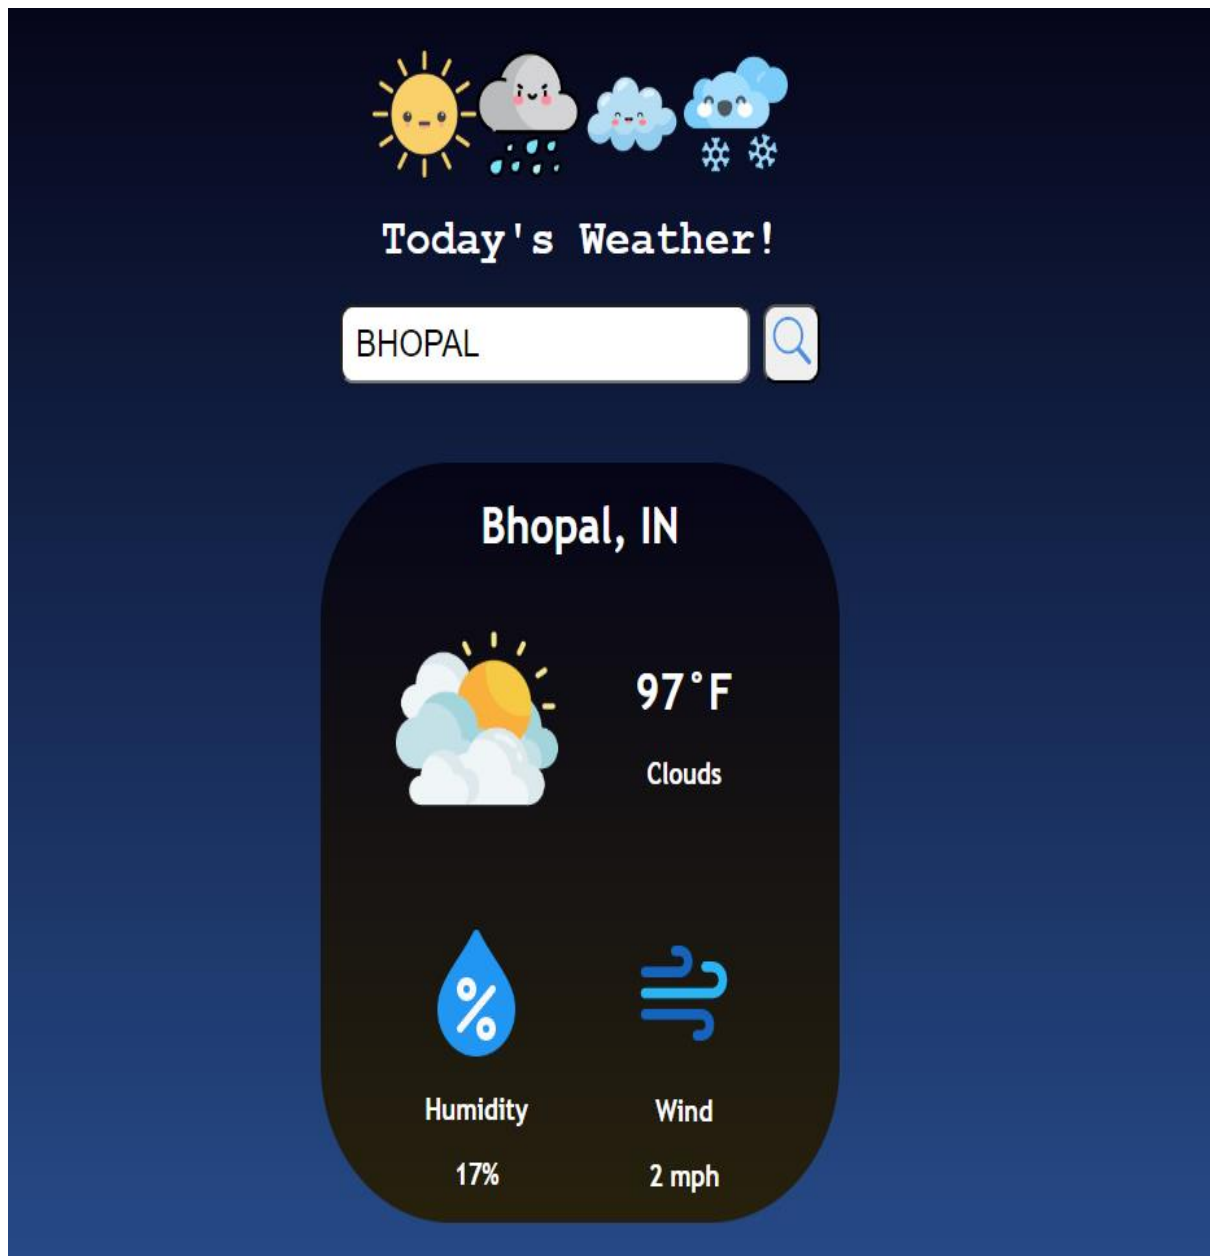 Today's Weather!
BHOPAL
Bhopal, IN
97°F
Clouds
%
Humidity
Wind
17%
2 mph